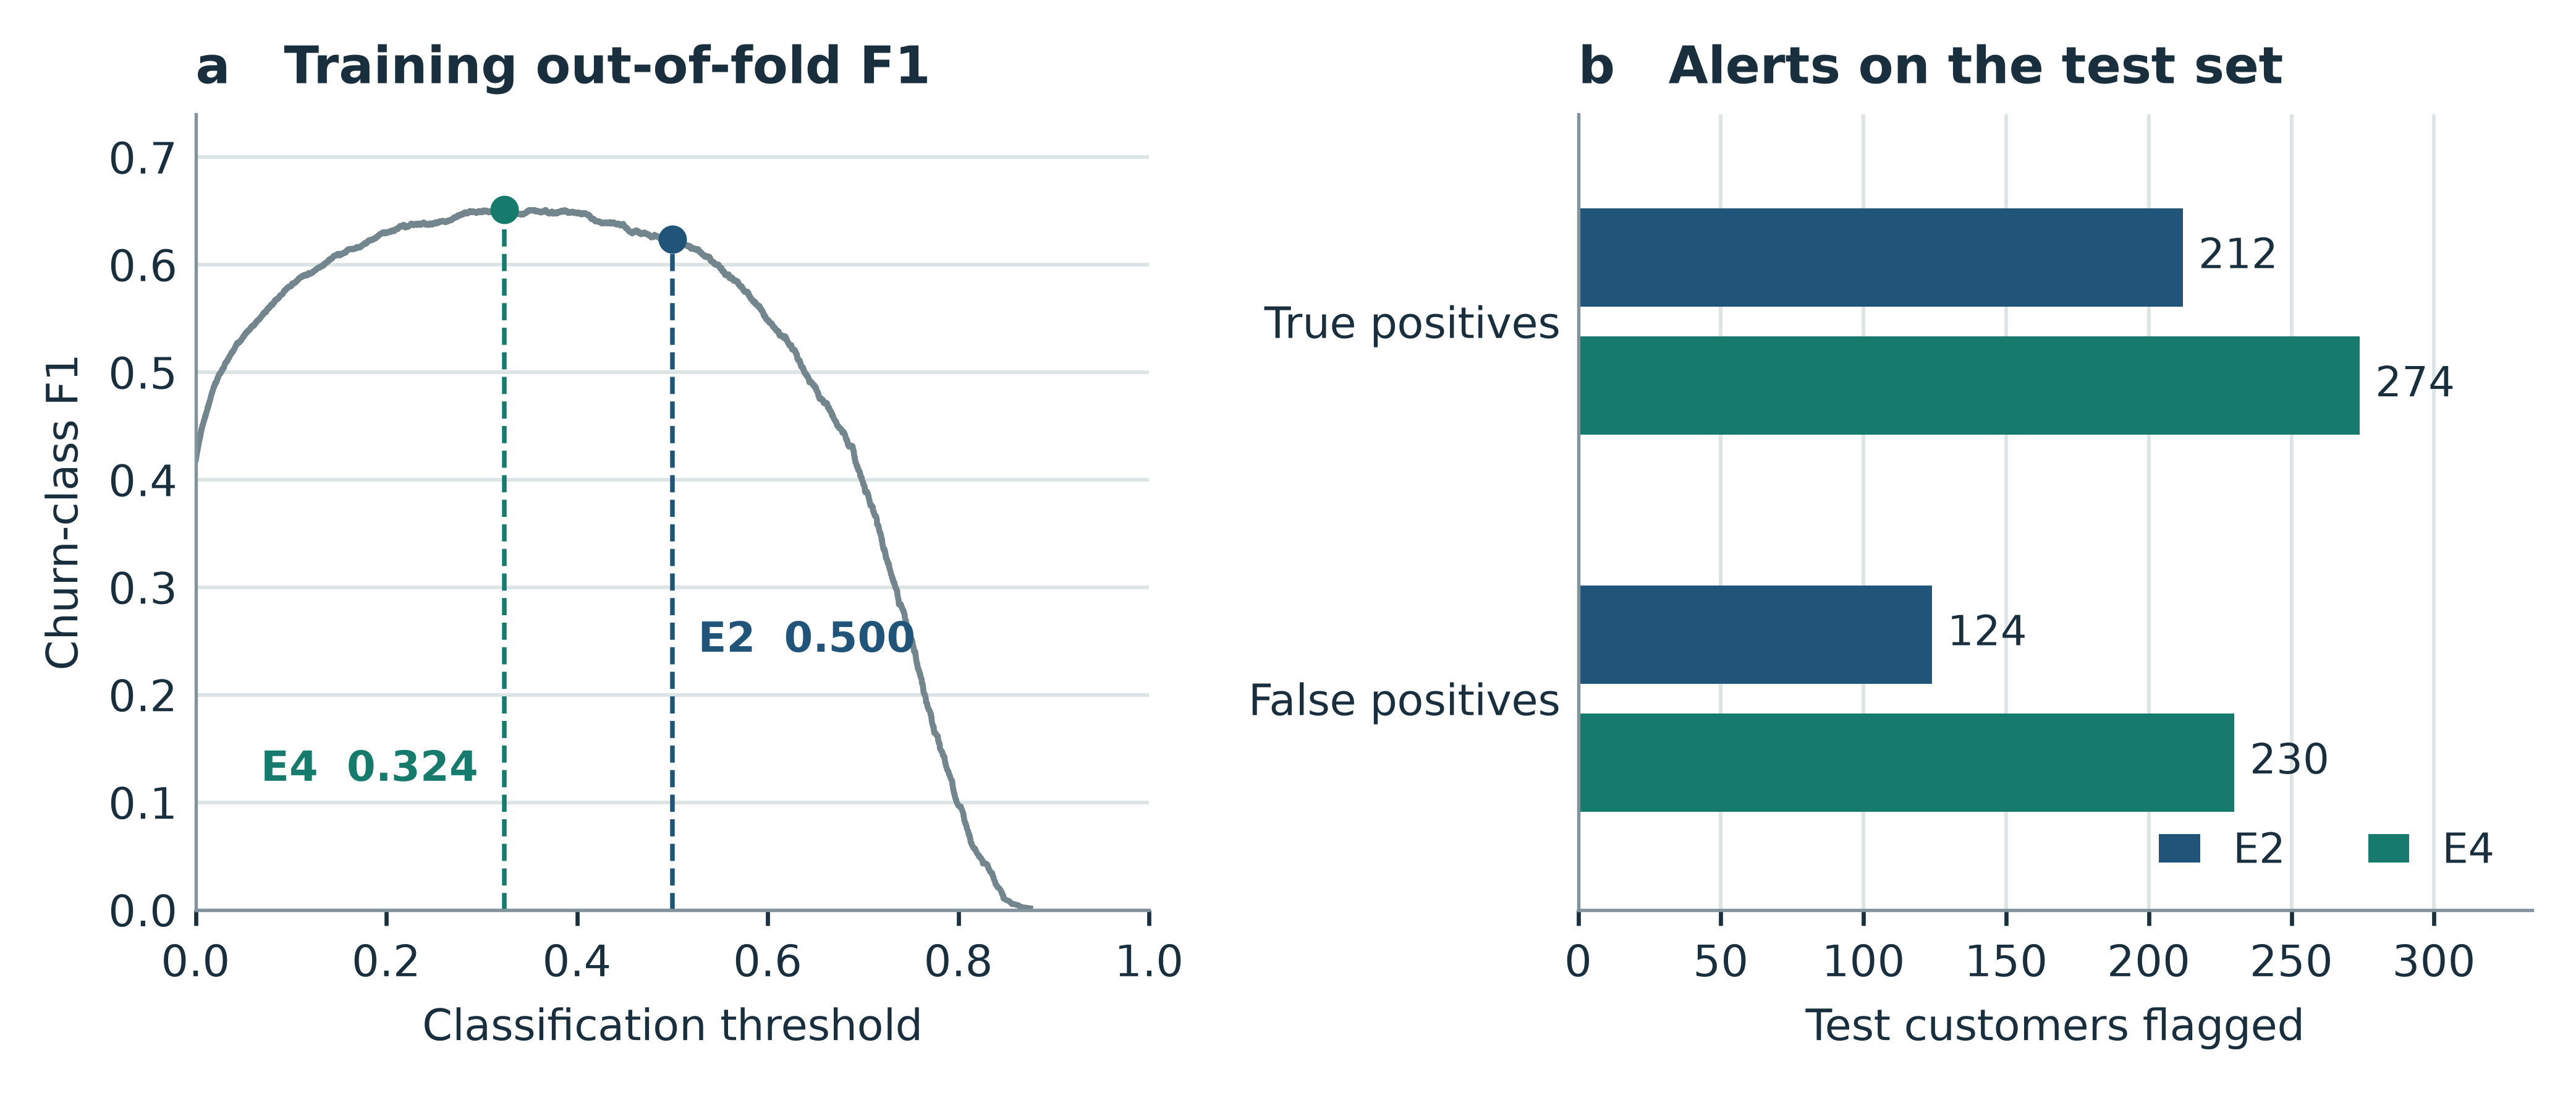 a Training out-of-fold F1
Churn-class F1
0.7
0.6
0.5
0.4
0.3
0.2
0.1
0.0
E2 0.500
E4 0.324
0.0 0.2 0.4 0.6 0.8 1.0
Classification threshold
b Alerts on the test set
True positives
212
274
False positives
124
230
E2 E4
0 50 100 150 200 250 300
Test customers flagged